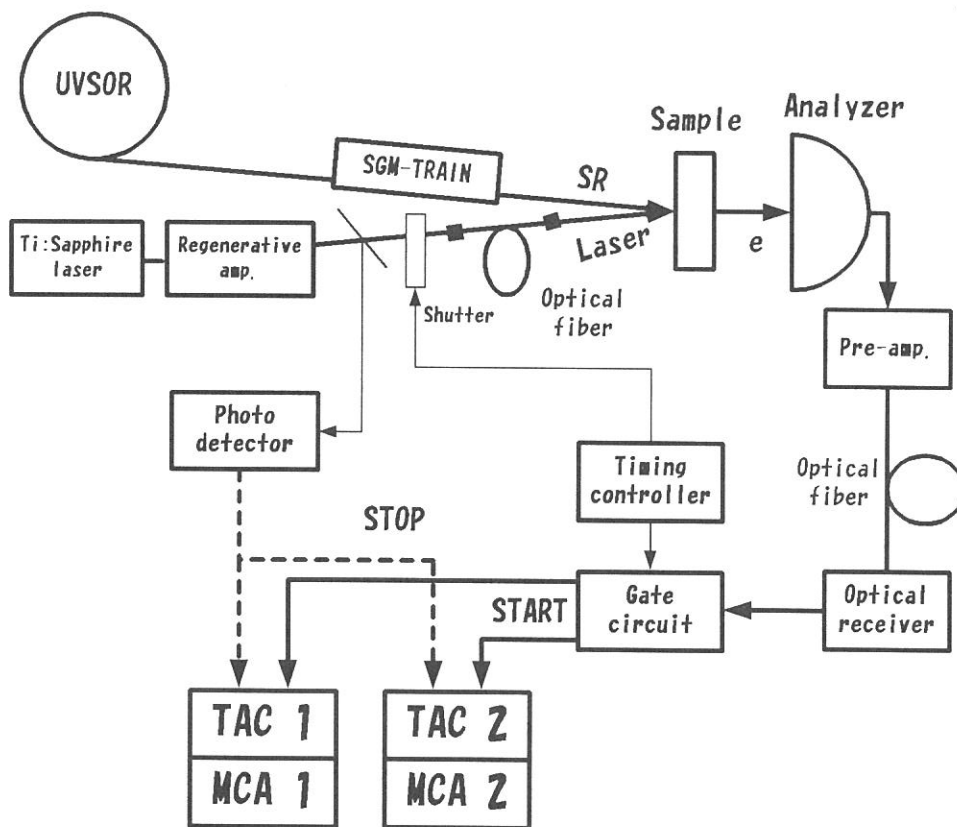 UVSOR
Analyzer
Sample
SGM-TRAIN
SR
Ti:Sapphire
laser
Regenerative
amp.
Laser
e
Optical
fiber
Shutter
Pre-amp.
Photo
detector
Timing
controller
Optical
fiber
STOP
START
Gate
circuit
Optical
receiver
TAC 1
TAC 2
MCA 1
MCA 2